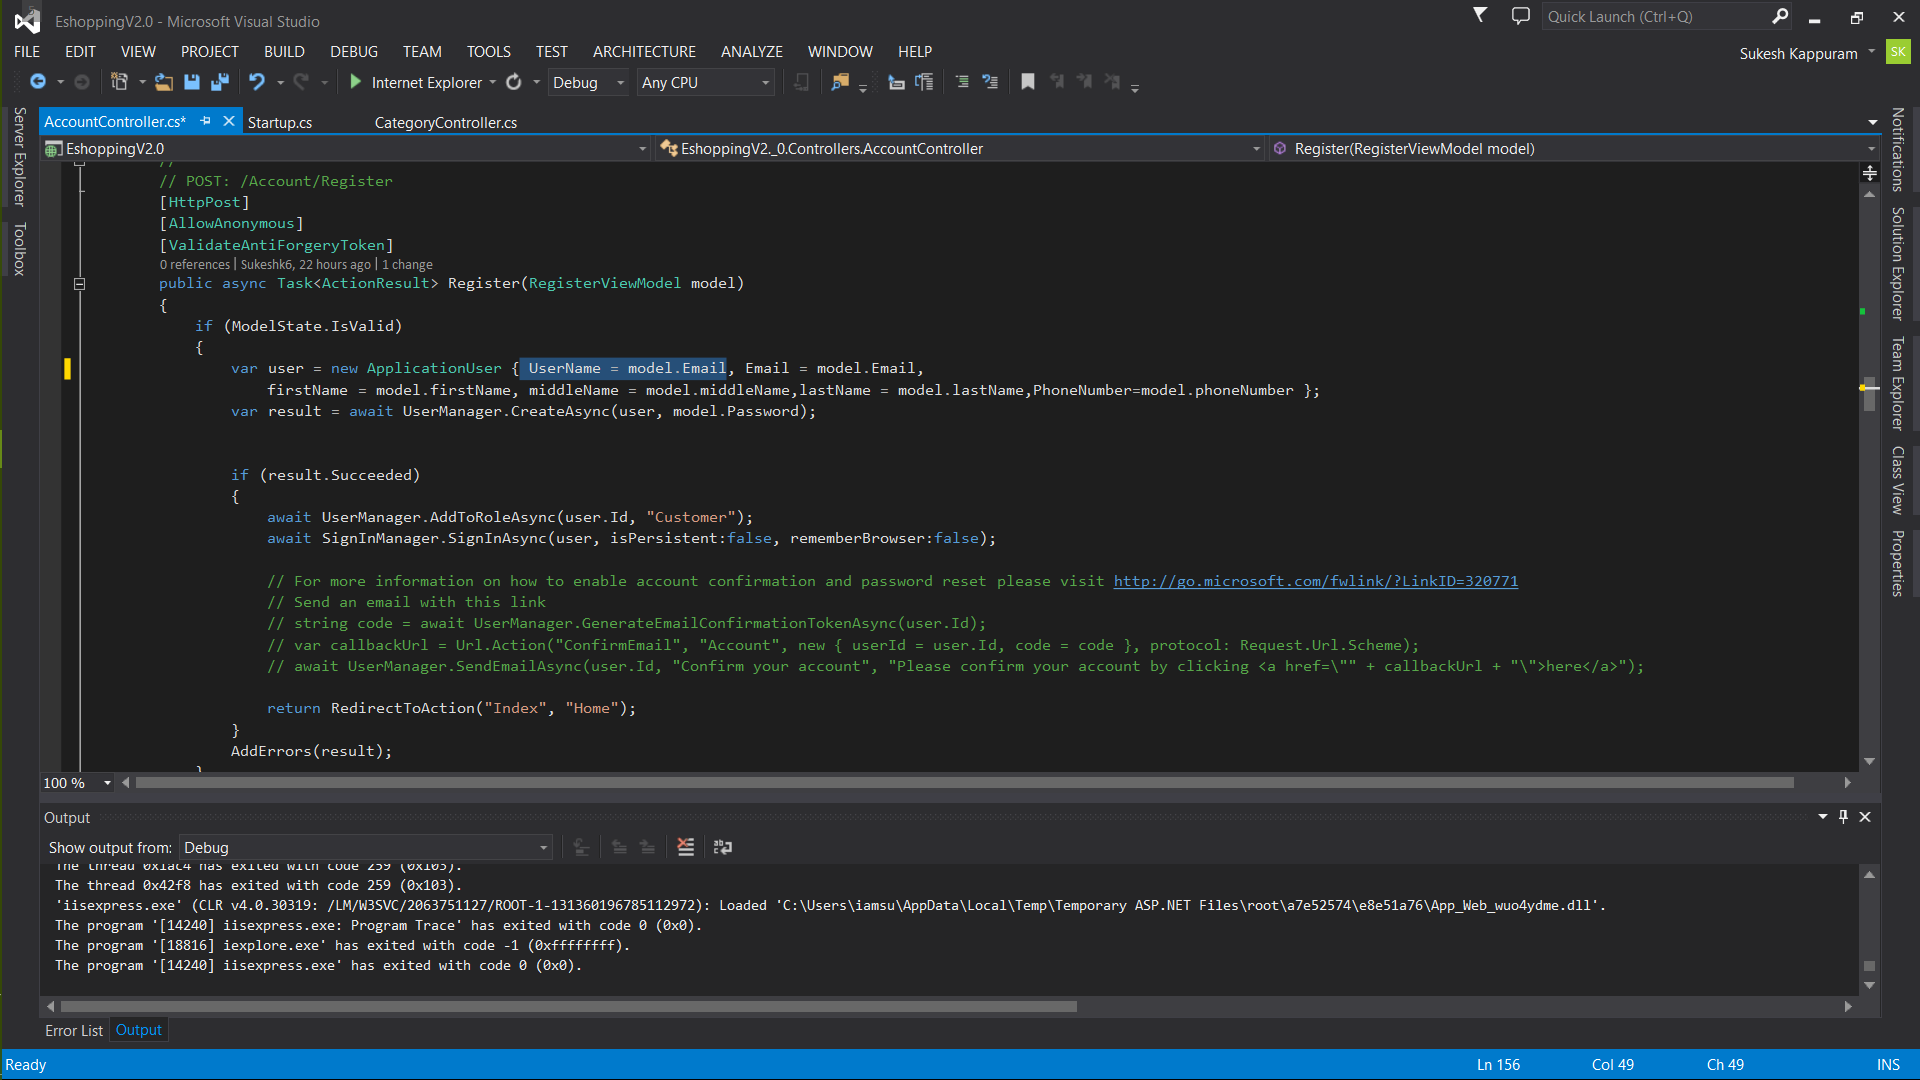 EshoppingV2.0 - Microsoft Visual Studio
Quick Launch (Ctrl+Q)
FILE EDIT VIEW PROJECT BUILD DEBUG TEAM TOOLS TEST ARCHITECTURE ANALYZE WINDOW HELP
Sukesh Kappuram SK
Internet Explorer Debug Any CPU
Server Explorer
Toolbox
AccountController.cs* Startup.cs CategoryController.cs
EshoppingV2.0 EshoppingV2._0.Controllers.AccountController Register(RegisterViewModel model)
//
// POST: /Account/Register
[HttpPost]
[AllowAnonymous]
[ValidateAntiForgeryToken]
0 references | Sukeshk6, 22 hours ago | 1 change
public async Task<ActionResult> Register(RegisterViewModel model)
{
if (ModelState.IsValid)
{
var user = new ApplicationUser { UserName = model.Email, Email = model.Email,
firstName = model.firstName, middleName = model.middleName,lastName = model.lastName,PhoneNumber=model.phoneNumber };
var result = await UserManager.CreateAsync(user, model.Password);
if (result.Succeeded)
{
await UserManager.AddToRoleAsync(user.Id, "Customer");
await SignInManager.SignInAsync(user, isPersistent:false, rememberBrowser:false);
// For more information on how to enable account confirmation and password reset please visit http://go.microsoft.com/fwlink/?LinkID=320771
// Send an email with this link
// string code = await UserManager.GenerateEmailConfirmationTokenAsync(user.Id);
// var callbackUrl = Url.Action("ConfirmEmail", "Account", new { userId = user.Id, code = code }, protocol: Request.Url.Scheme);
// await UserManager.SendEmailAsync(user.Id, "Confirm your account", "Please confirm your account by clicking <a href=\"" + callbackUrl + "\">here</a>");
return RedirectToAction("Index", "Home");
}
AddErrors(result);
}
100 %
Notifications
Solution Explorer
Team Explorer
Class View
Properties
Output
Show output from: Debug
The thread 0x1ac4 has exited with code 259 (0x103).
The thread 0x42f8 has exited with code 259 (0x103).
'iisexpress.exe' (CLR v4.0.30319: /LM/W3SVC/2063751127/ROOT-1-131360196785112972): Loaded 'C:\Users\iamsu\AppData\Local\Temp\Temporary ASP.NET Files\root\a7e52574\e8e51a76\App_Web_wuo4ydme.dll'.
The program '[14240] iisexpress.exe: Program Trace' has exited with code 0 (0x0).
The program '[18816] iexplore.exe' has exited with code -1 (0xffffffff).
The program '[14240] iisexpress.exe' has exited with code 0 (0x0).
Error List Output
Ready Ln 156 Col 49 Ch 49 INS